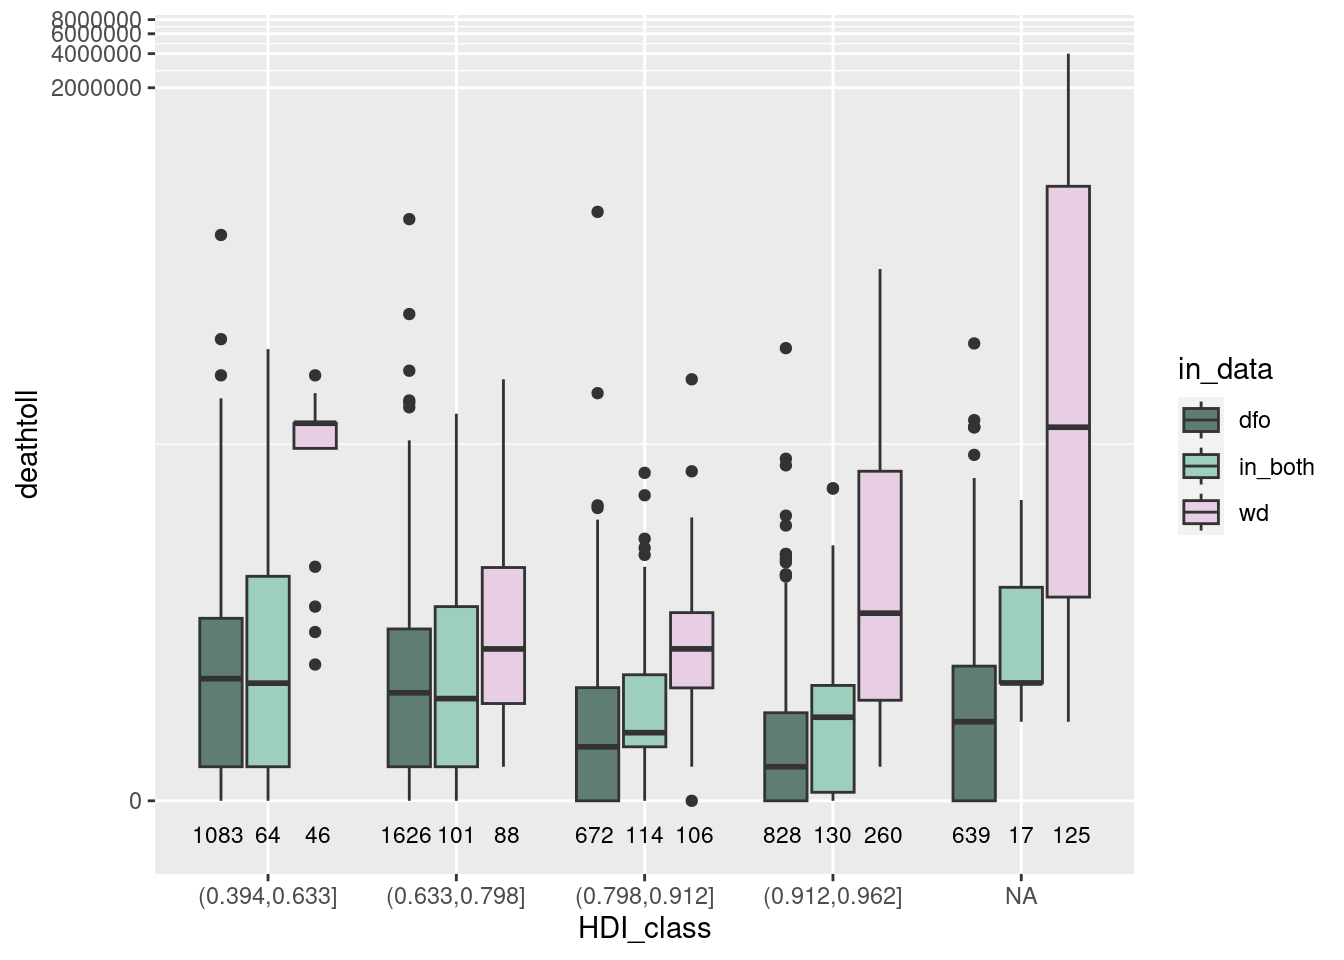 8000000
6000000
4000000
2000000
0
deathtoll
1083 64 46 1626 101 88 672 114 106 828 130 260 639 17 125
(0.394,0.633] (0.633,0.798] (0.798,0.912] (0.912,0.962] NA
HDI_class
in_data
dfo
in_both
wd